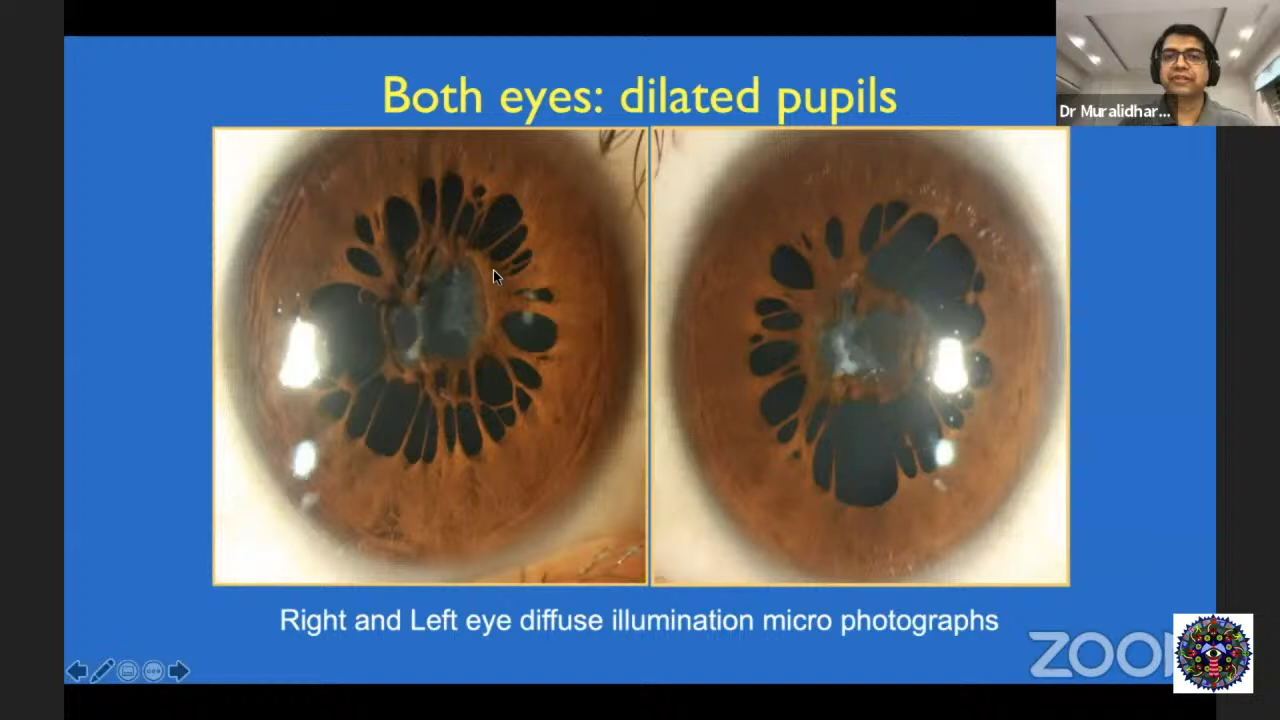 Both eyes: dilated pupils
Dr Muralidhar...
Right and Left eye diffuse illumination micro photographs
ZOO